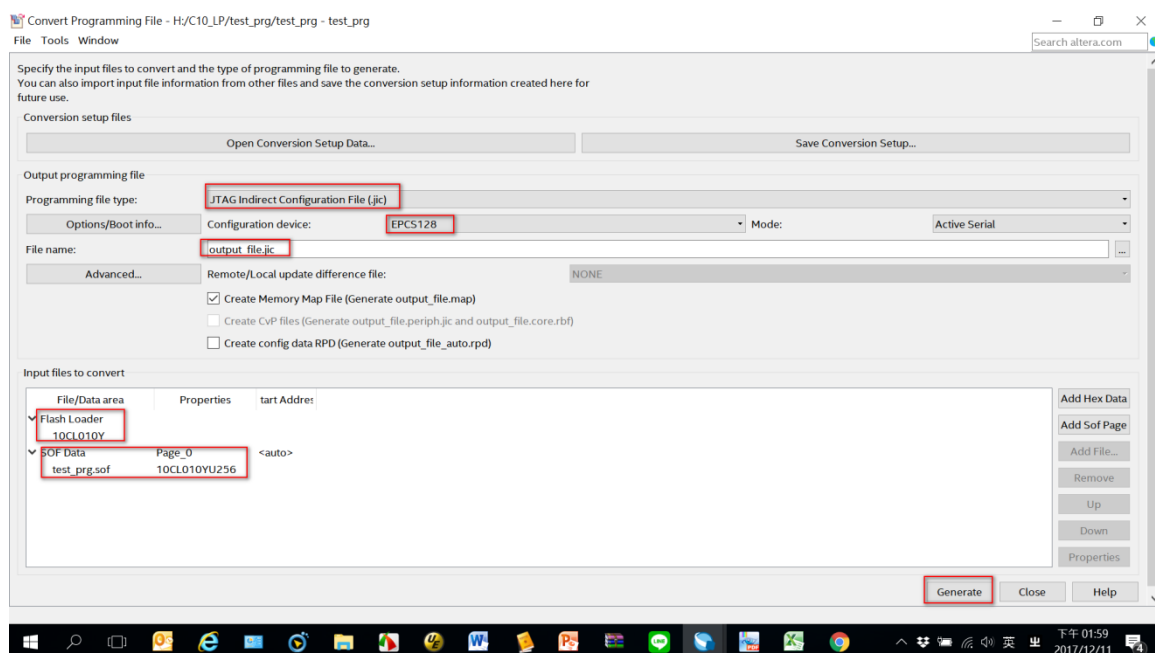 Convert Programming File - H:/C10_LP/test_prg/test_prg - test_prg
File Tools Window
Search altera.com
Specify the input files to convert and the type of programming file to generate.
You can also import input file information from other files and save the conversion setup information created here for
future use.
Conversion setup files
Open Conversion Setup Data...
Save Conversion Setup...
Output programming file
Programming file type:
JTAG Indirect Configuration File (.jic)
Options/Boot info...
Configuration device:
EPCS128
Mode:
Active Serial
File name:
output_file.jic
...
Advanced...
Remote/Local update difference file:
NONE
Create Memory Map File (Generate output_file.map)
Create CvP files (Generate output_file.periph.jic and output_file.core.rbf)
Create config data RPD (Generate output_file_auto.rpd)
Input files to convert
File/Data area Properties tart Addres
Flash Loader
10CL010Y
SOF Data Page_0 <auto>
test_prg.sof 10CL010YU256
Add Hex Data
Add Sof Page
Add File...
Remove
Up
Down
Properties
Generate Close Help
英
下午 01:59
2017/12/11